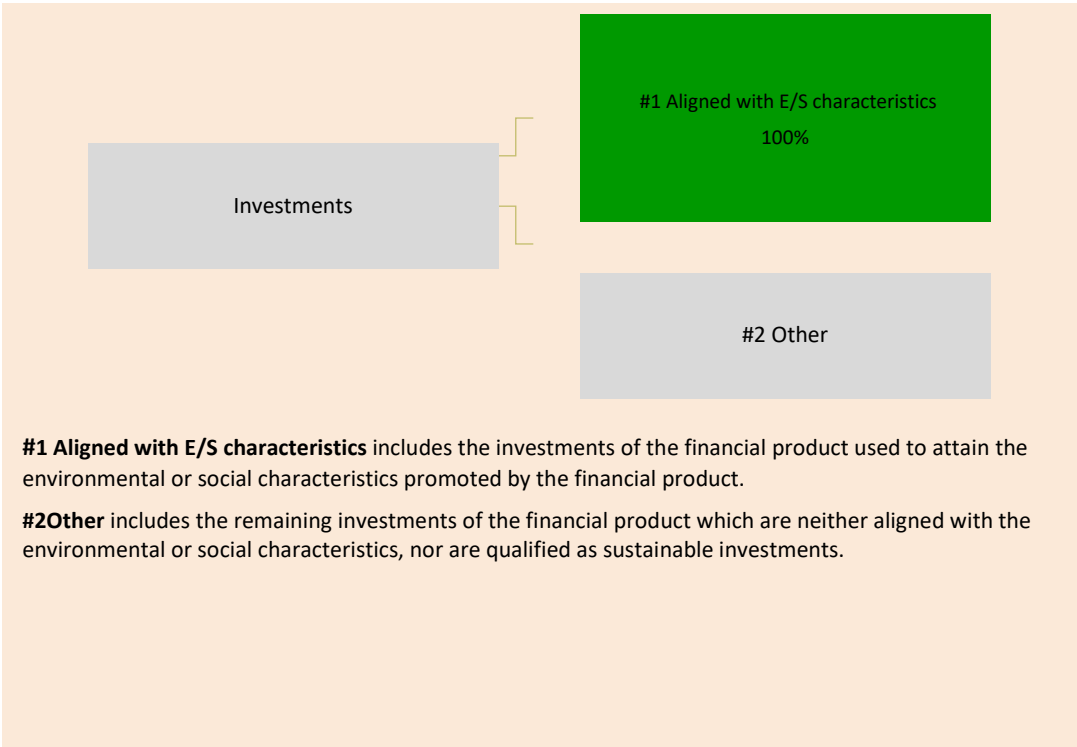 #1 Aligned with E/S characteristics
100%
Investments
#2 Other
#1 Aligned with E/S characteristics includes the investments of the financial product used to attain the
environmental or social characteristics promoted by the financial product.
#2Other includes the remaining investments of the financial product which are neither aligned with the
environmental or social characteristics, nor are qualified as sustainable investments.